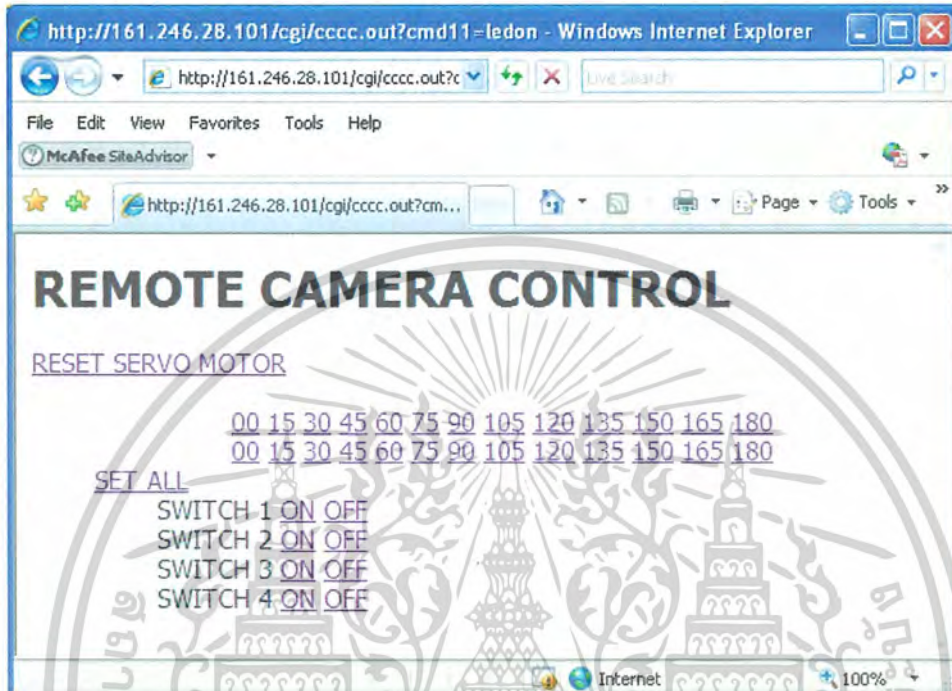 http://161.246.28.101/cgi/cccc.out?cmd11=ledon - Windows Internet Explorer
http://161.246.28.101/cgi/cccc.out?c
Live Search
File Edit View Favorites Tools Help
McAfee SiteAdvisor
http://161.246.28.101/cgi/cccc.out?cm... Page Tools »
REMOTE CAMERA CONTROL
RESET SERVO MOTOR
00 15 30 45 60 75 90 105 120 135 150 165 180
00 15 30 45 60 75 90 105 120 135 150 165 180
SET ALL
SWITCH 1 ON OFF
SWITCH 2 ON OFF
SWITCH 3 ON OFF
SWITCH 4 ON OFF
Internet 100%